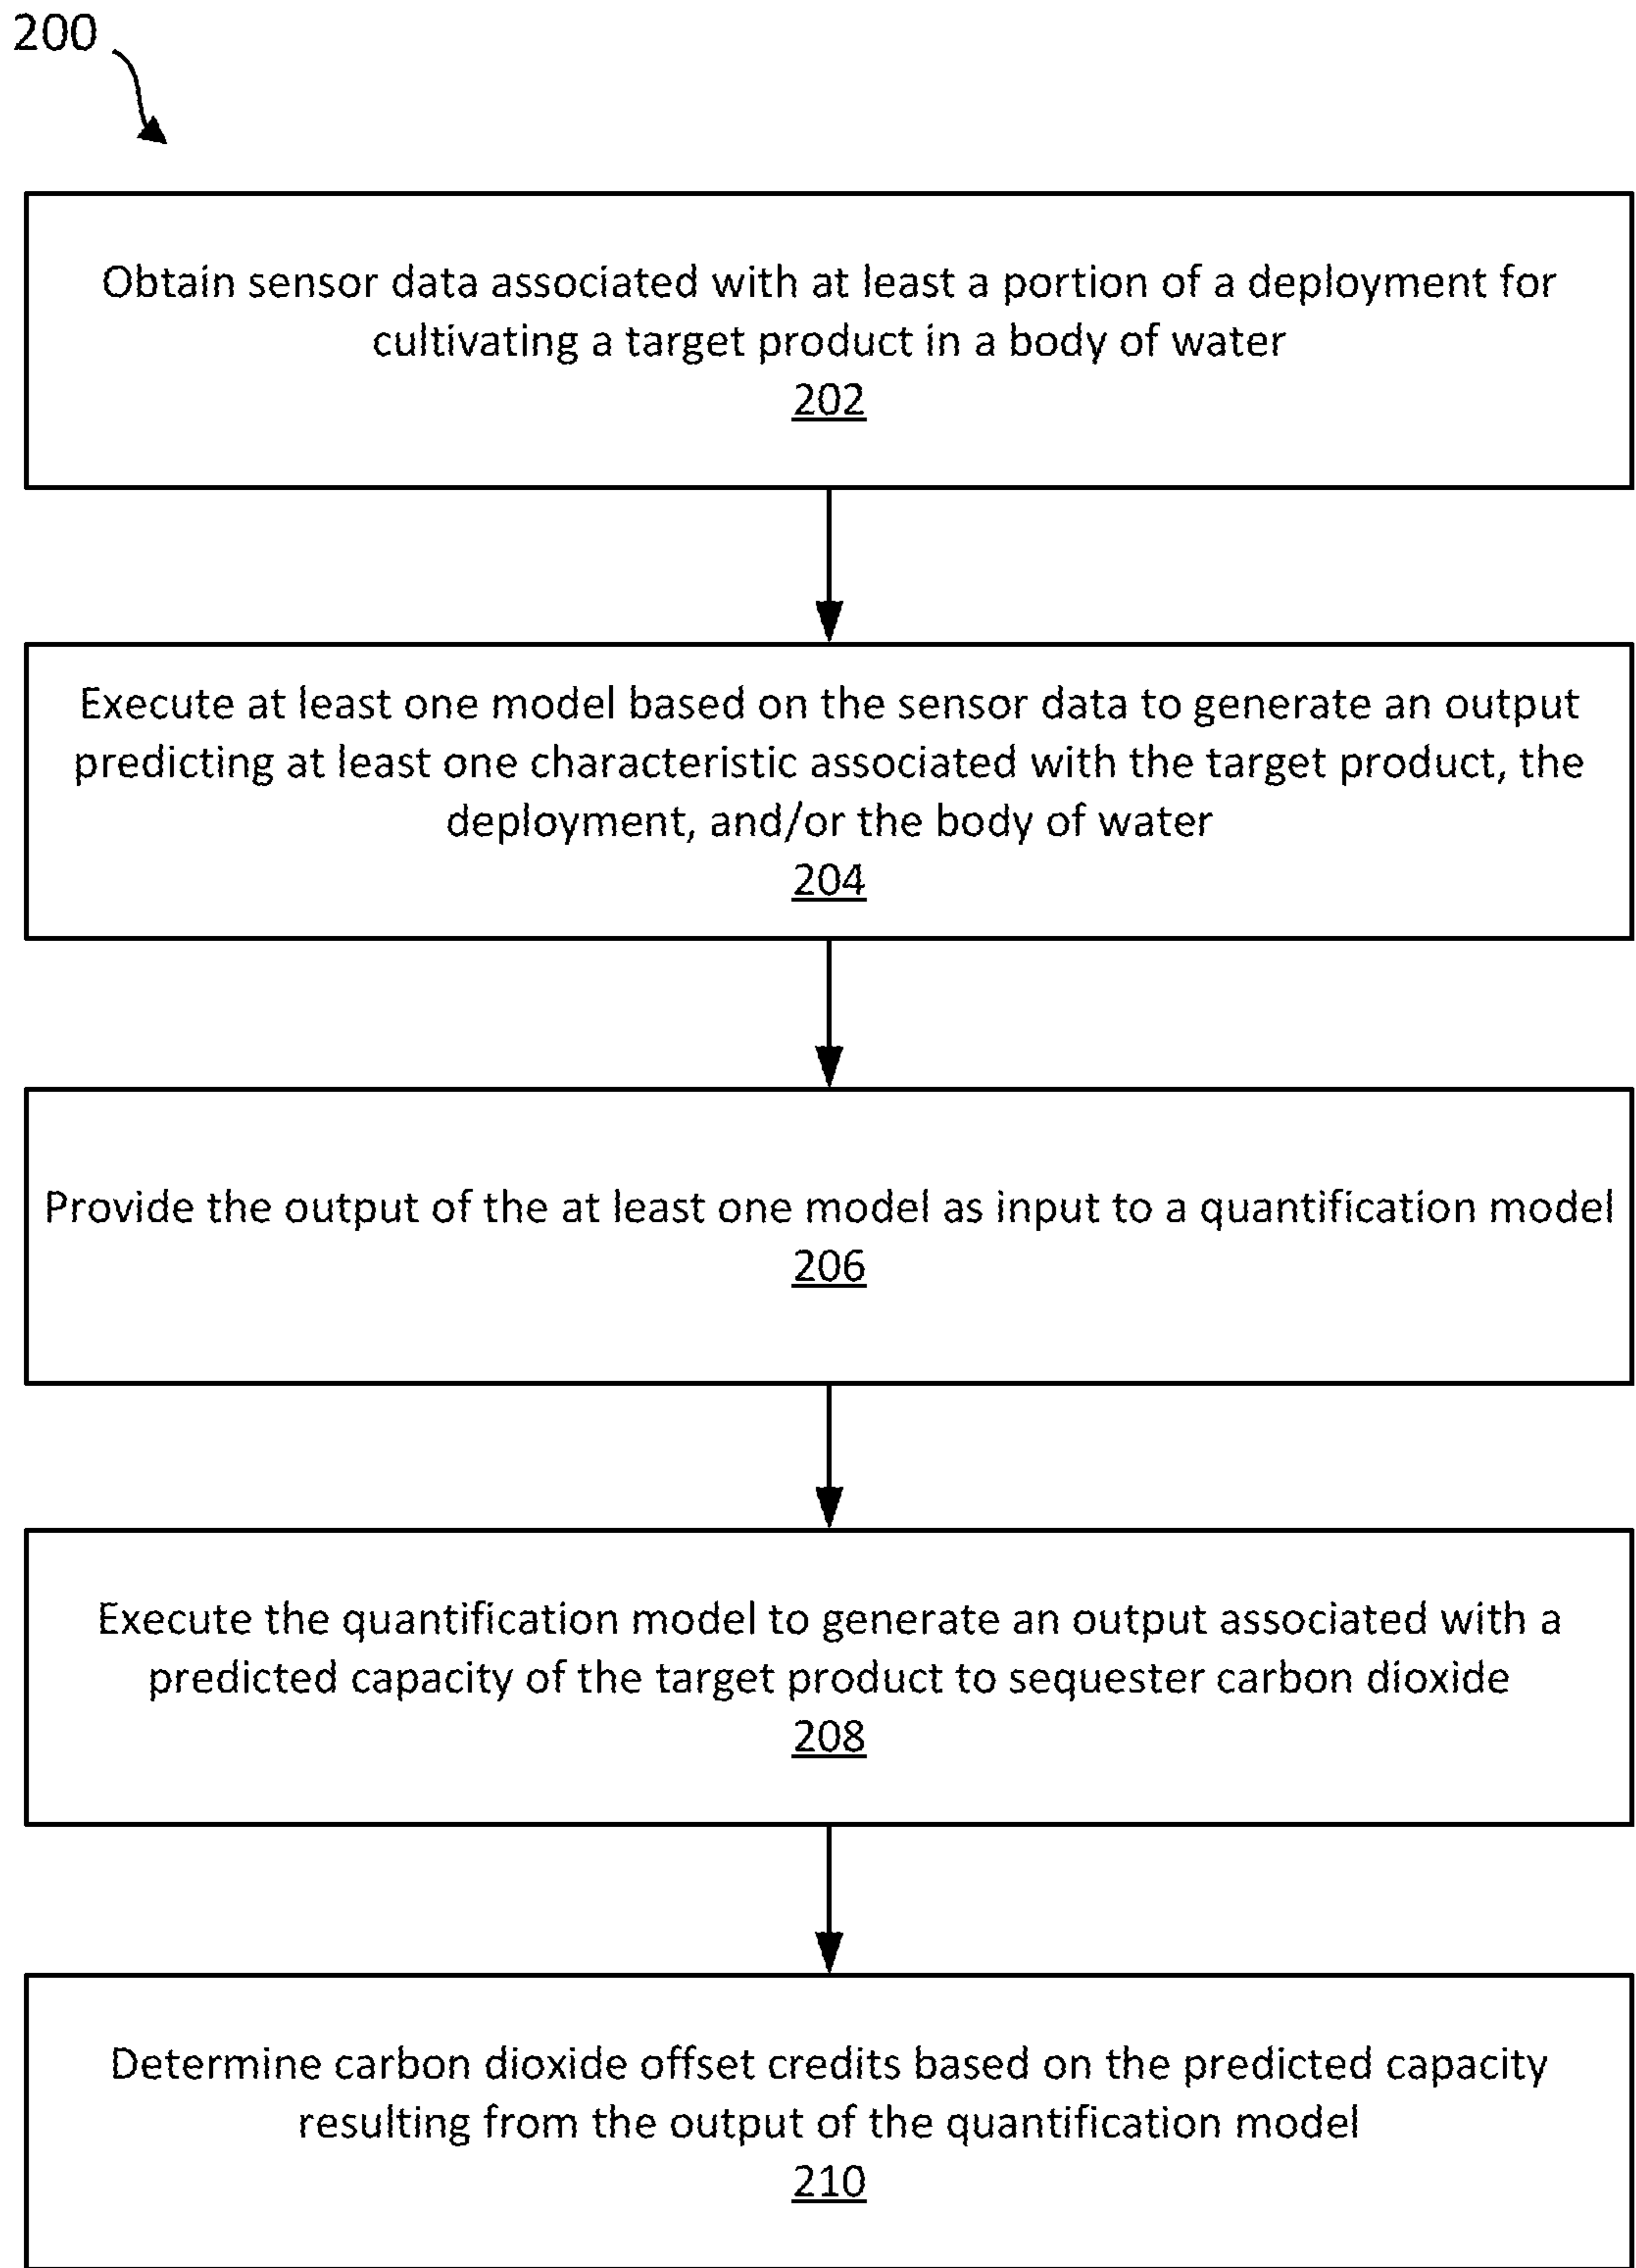 200
Obtain sensor data associated with at least a portion of a deployment for
cultivating a target product in a body of water
202
Execute at least one model based on the sensor data to generate an output
predicting at least one characteristic associated with the target product, the
deployment, and/or the body of water
204
Provide the output of the at least one model as input to a quantification model
206
Execute the quantification model to generate an output associated with a
predicted capacity of the target product to sequester carbon dioxide
208
Determine carbon dioxide offset credits based on the predicted capacity
resulting from the output of the quantification model
210